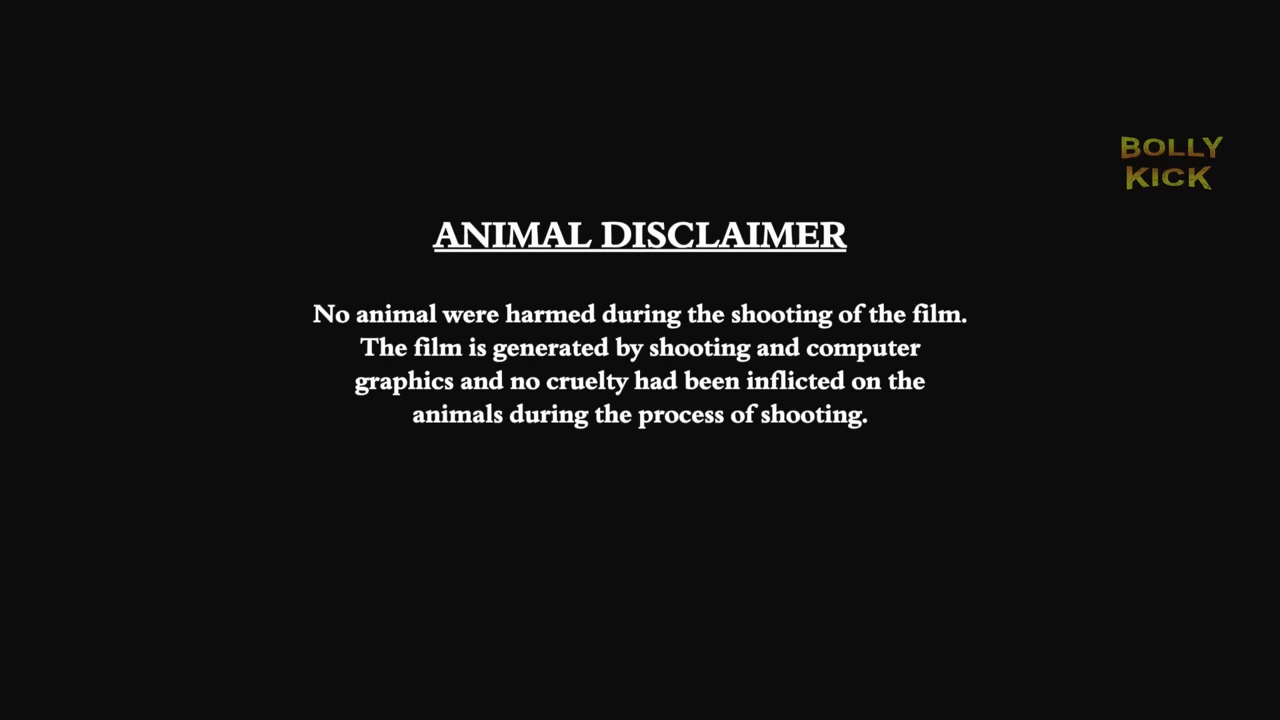 BOLLY
KICK
ANIMAL DISCLAIMER
No animal were harmed during the shooting of the film.
The film is generated by shooting and computer
graphics and no cruelty had been inflicted on the
animals during the process of shooting.